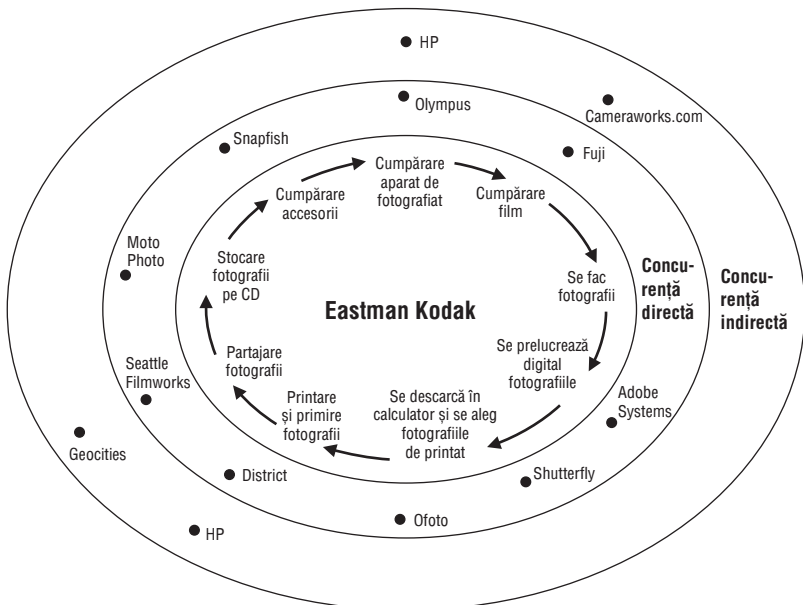 HP
Cameraworks.com
Olympus
Snapfish
Fuji
Cumpărare
aparat de
fotografiat
Cumpărare
accesorii
Cumpărare
film
Moto
Photo
Stocare
fotografii
pe CD
Se fac
fotografii
Concu-
rență
directă
Concu-
rență
indirectă
Eastman Kodak
Partajare
fotografii
Se prelucrează
digital
fotografiile
Seattle
Filmworks
Printare
și primire
fotografii
Se descarcă în
calculator și se aleg
fotografiile
de printat
Adobe
Systems
Geocities
District
Shutterfly
HP
Ofoto